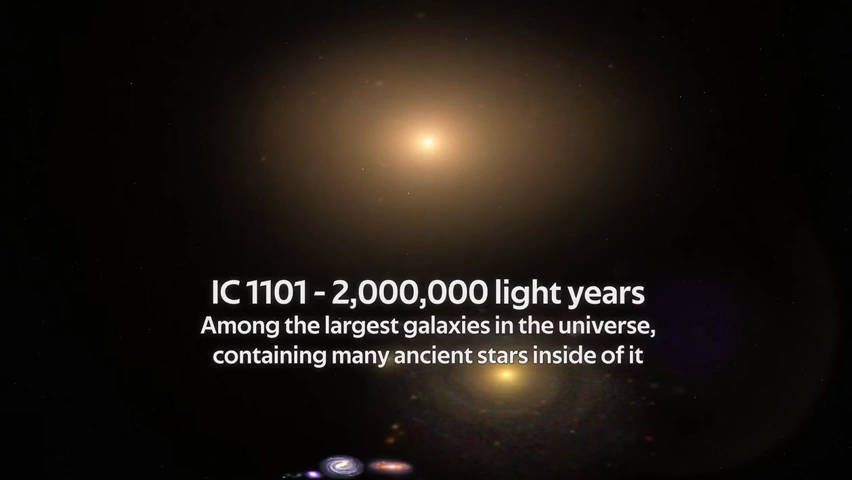 IC 1101 - 2,000,000 light years
Among the largest galaxies in the universe,
containing many ancient stars inside of it